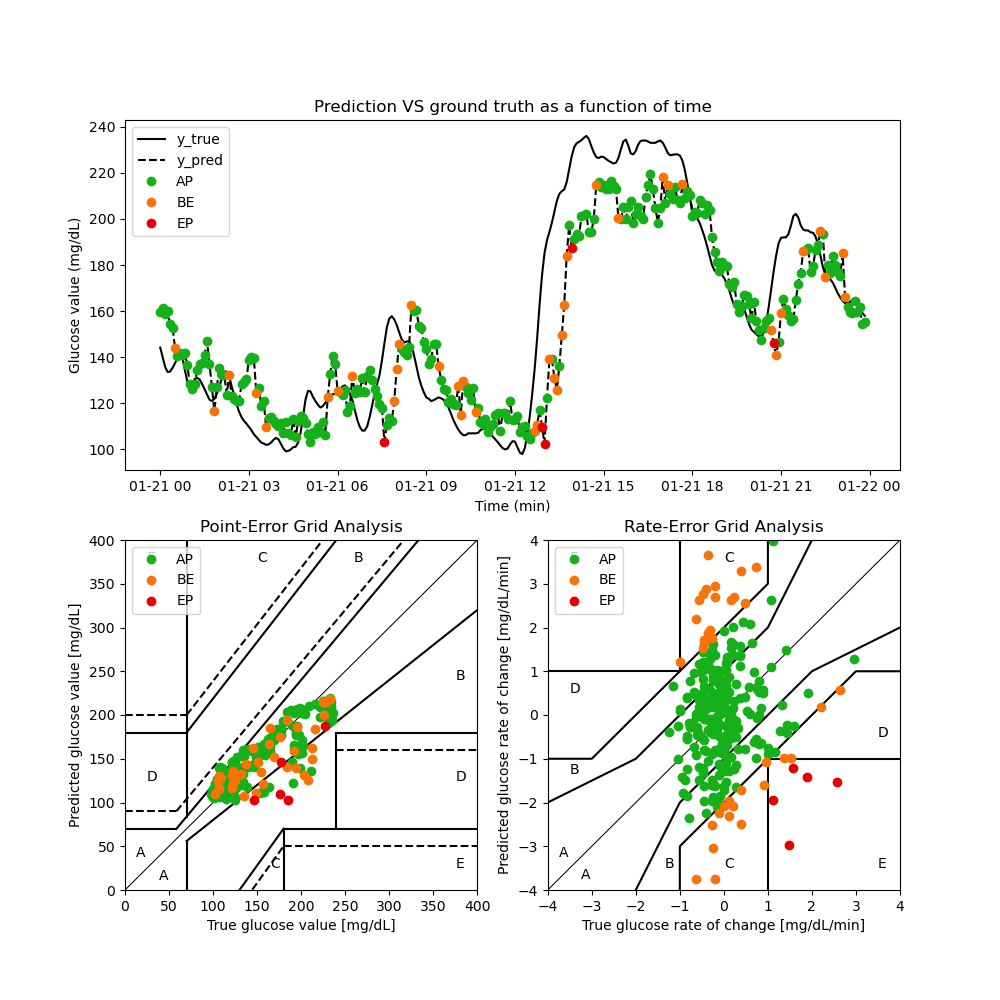 Prediction VS ground truth as a function of time
Glucose value (mg/dL)
240
220
200
180
160
140
120
100
y_true
y_pred
AP
BE
EP
01-21 00 01-21 03 01-21 06 01-21 09 01-21 12 01-21 15 01-21 18 01-21 21 01-22 00
Time (min)
Point-Error Grid Analysis
Predicted glucose value [mg/dL]
400
350
300
250
200
150
100
50
0
AP
BE
EP
C
B
B
D
D
A
A
C
E
0 50 100 150 200 250 300 350 400
True glucose value [mg/dL]
Rate-Error Grid Analysis
Predicted glucose rate of change [mg/dL/min]
4
3
2
1
0
−1
−2
−3
−4
AP
BE
EP
C
D
D
B
A
A
B
C
E
−4 −3 −2 −1 0 1 2 3 4
True glucose rate of change [mg/dL/min]